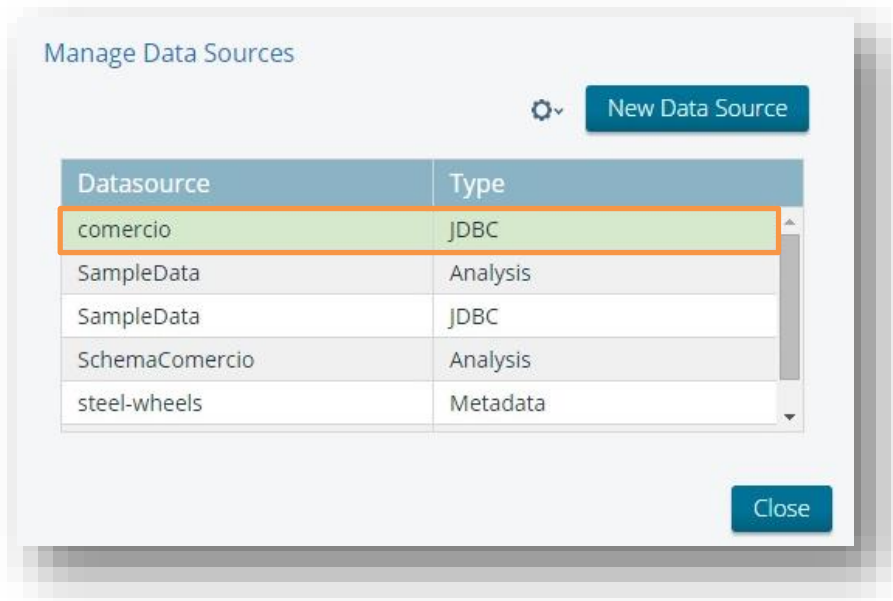 Manage Data Sources
New Data Source
Datasource Type
comercio JDBC
SampleData Analysis
SampleData JDBC
SchemaComercio Analysis
steel-wheels Metadata
Close